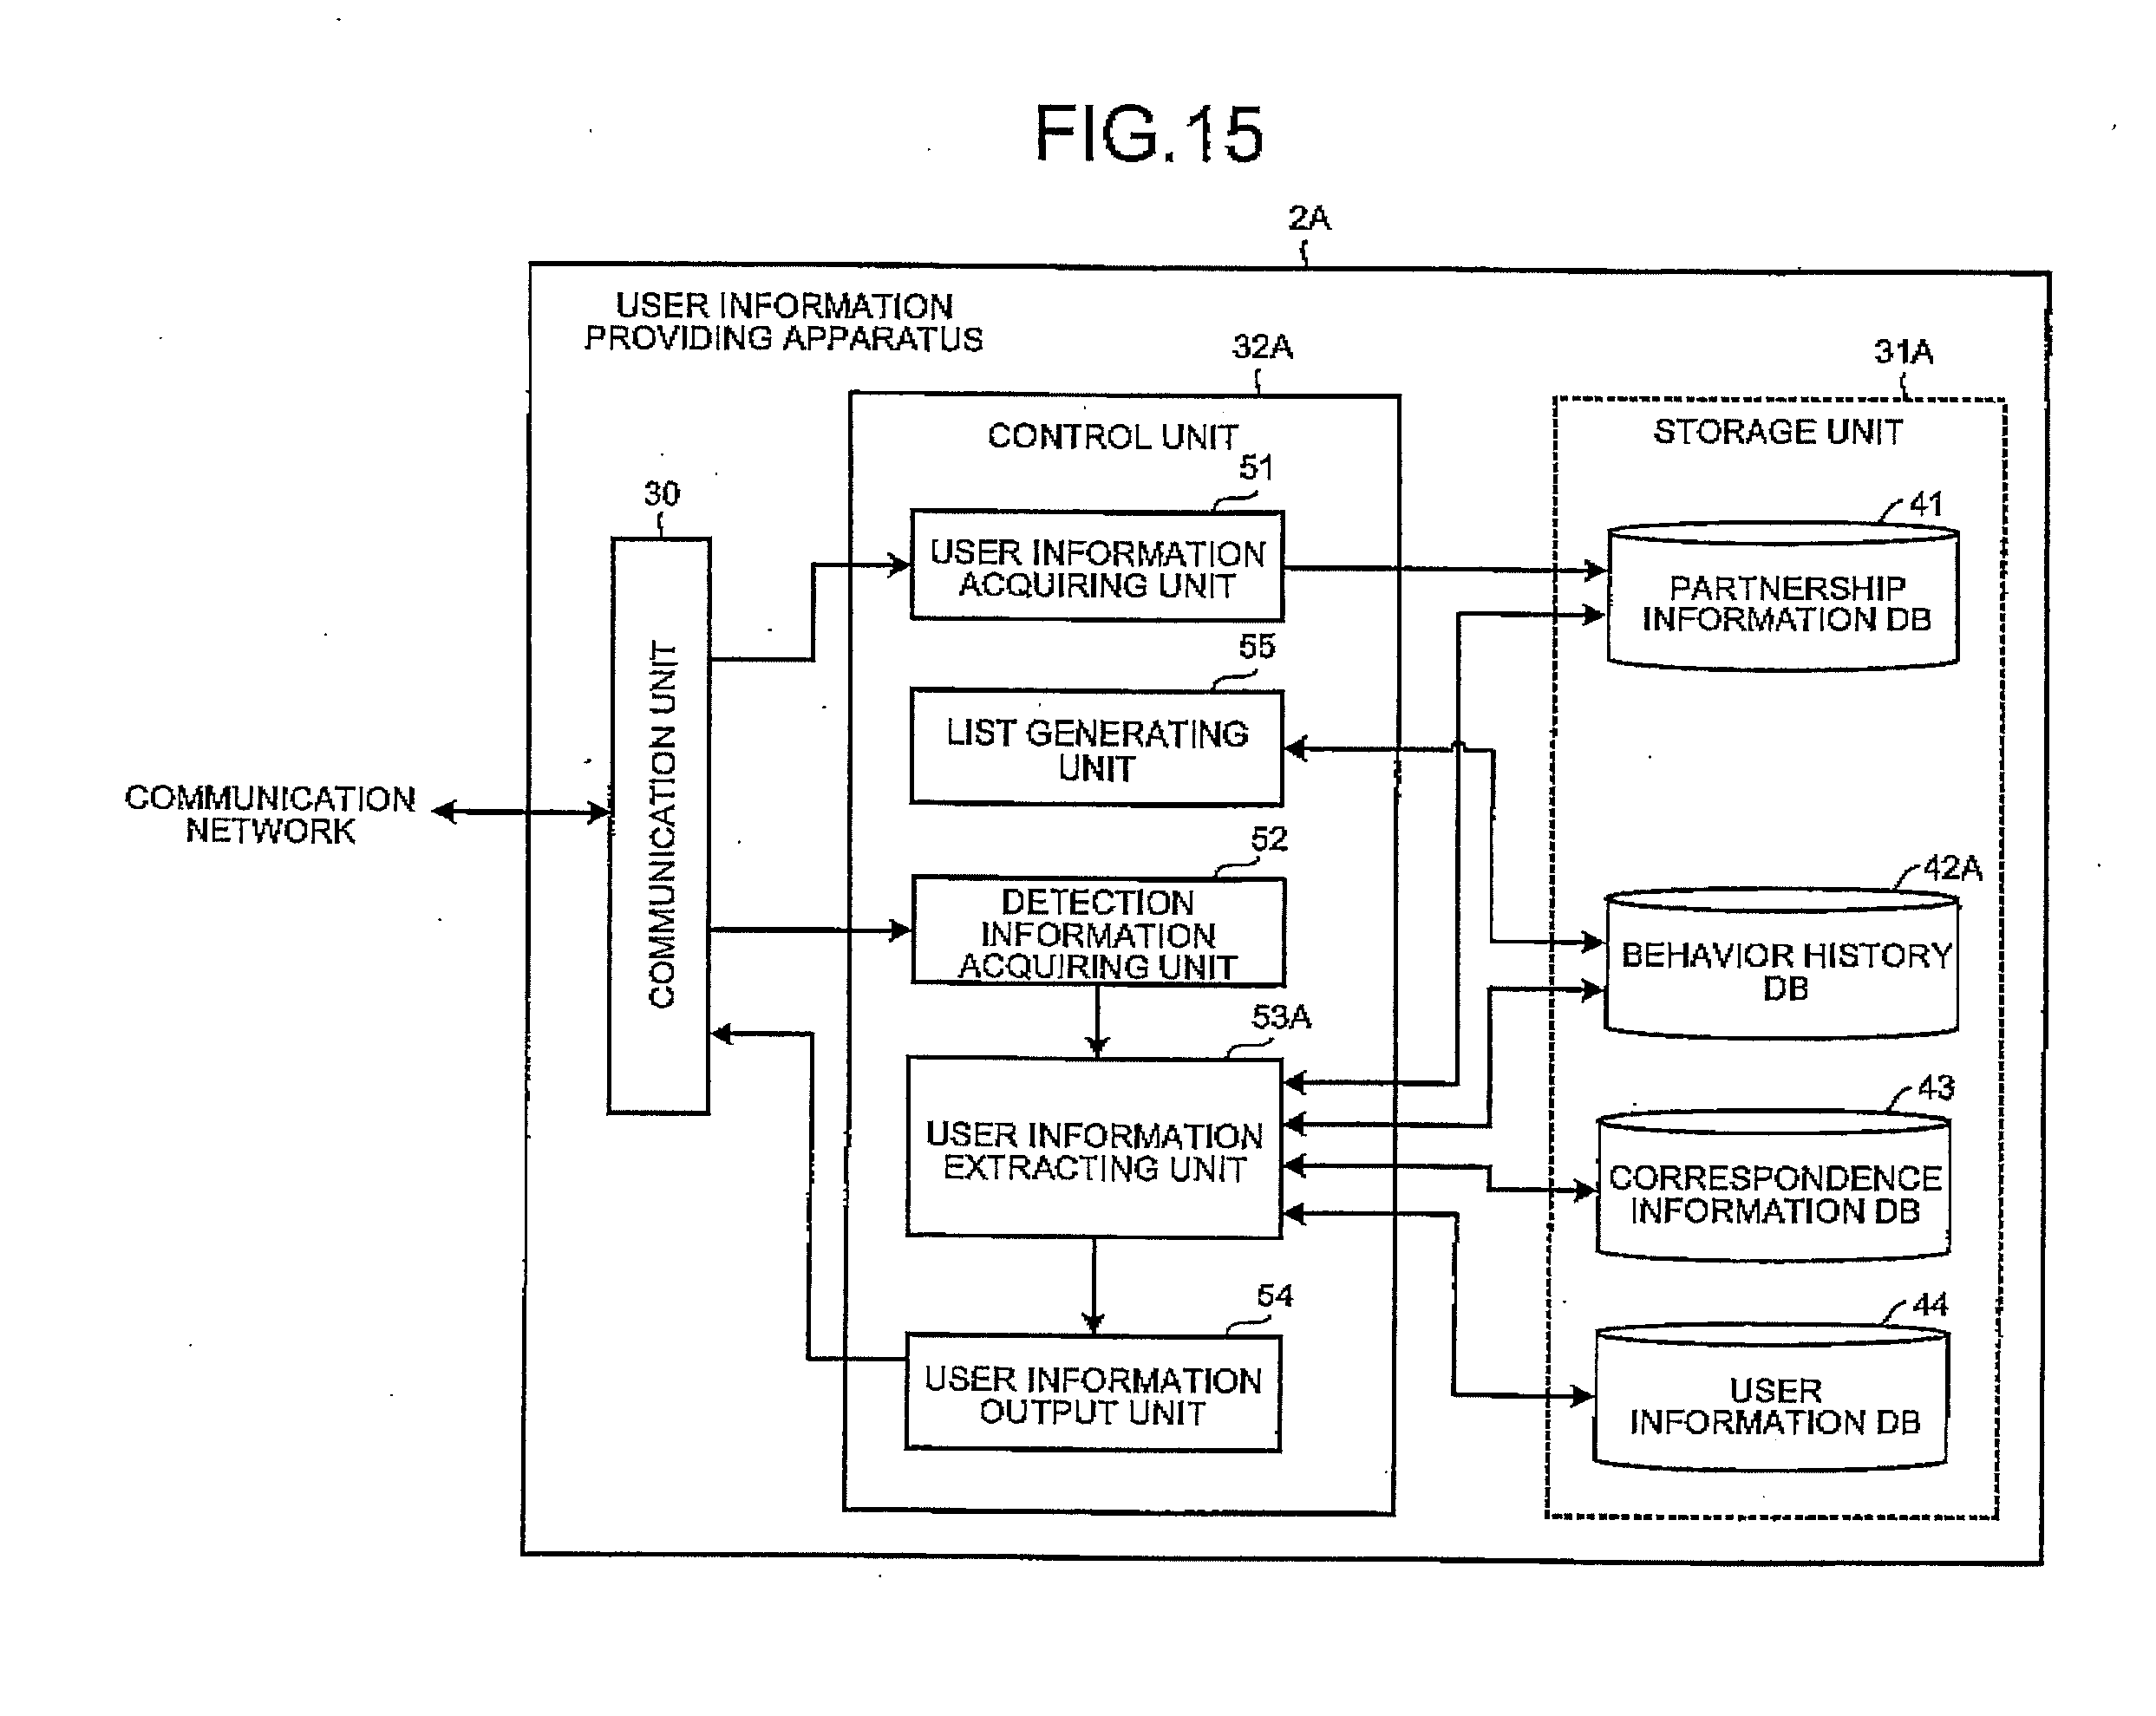 FIG.15
2A
USER INFORMATION
PROVIDING APPARATUS
32A
31A
CONTROL UNIT
STORAGE UNIT
30
COMMUNICATION UNIT
COMMUNICATION
NETWORK
51
USER INFORMATION
ACQUIRING UNIT
55
LIST GENERATING
UNIT
52
DETECTION
INFORMATION
ACQUIRING UNIT
53A
USER INFORMATION
EXTRACTING UNIT
54
USER INFORMATION
OUTPUT UNIT
41
PARTNERSHIP
INFORMATION DB
42A
BEHAVIOR HISTORY
DB
43
CORRESPONDENCE
INFORMATION DB
44
USER
INFORMATION DB